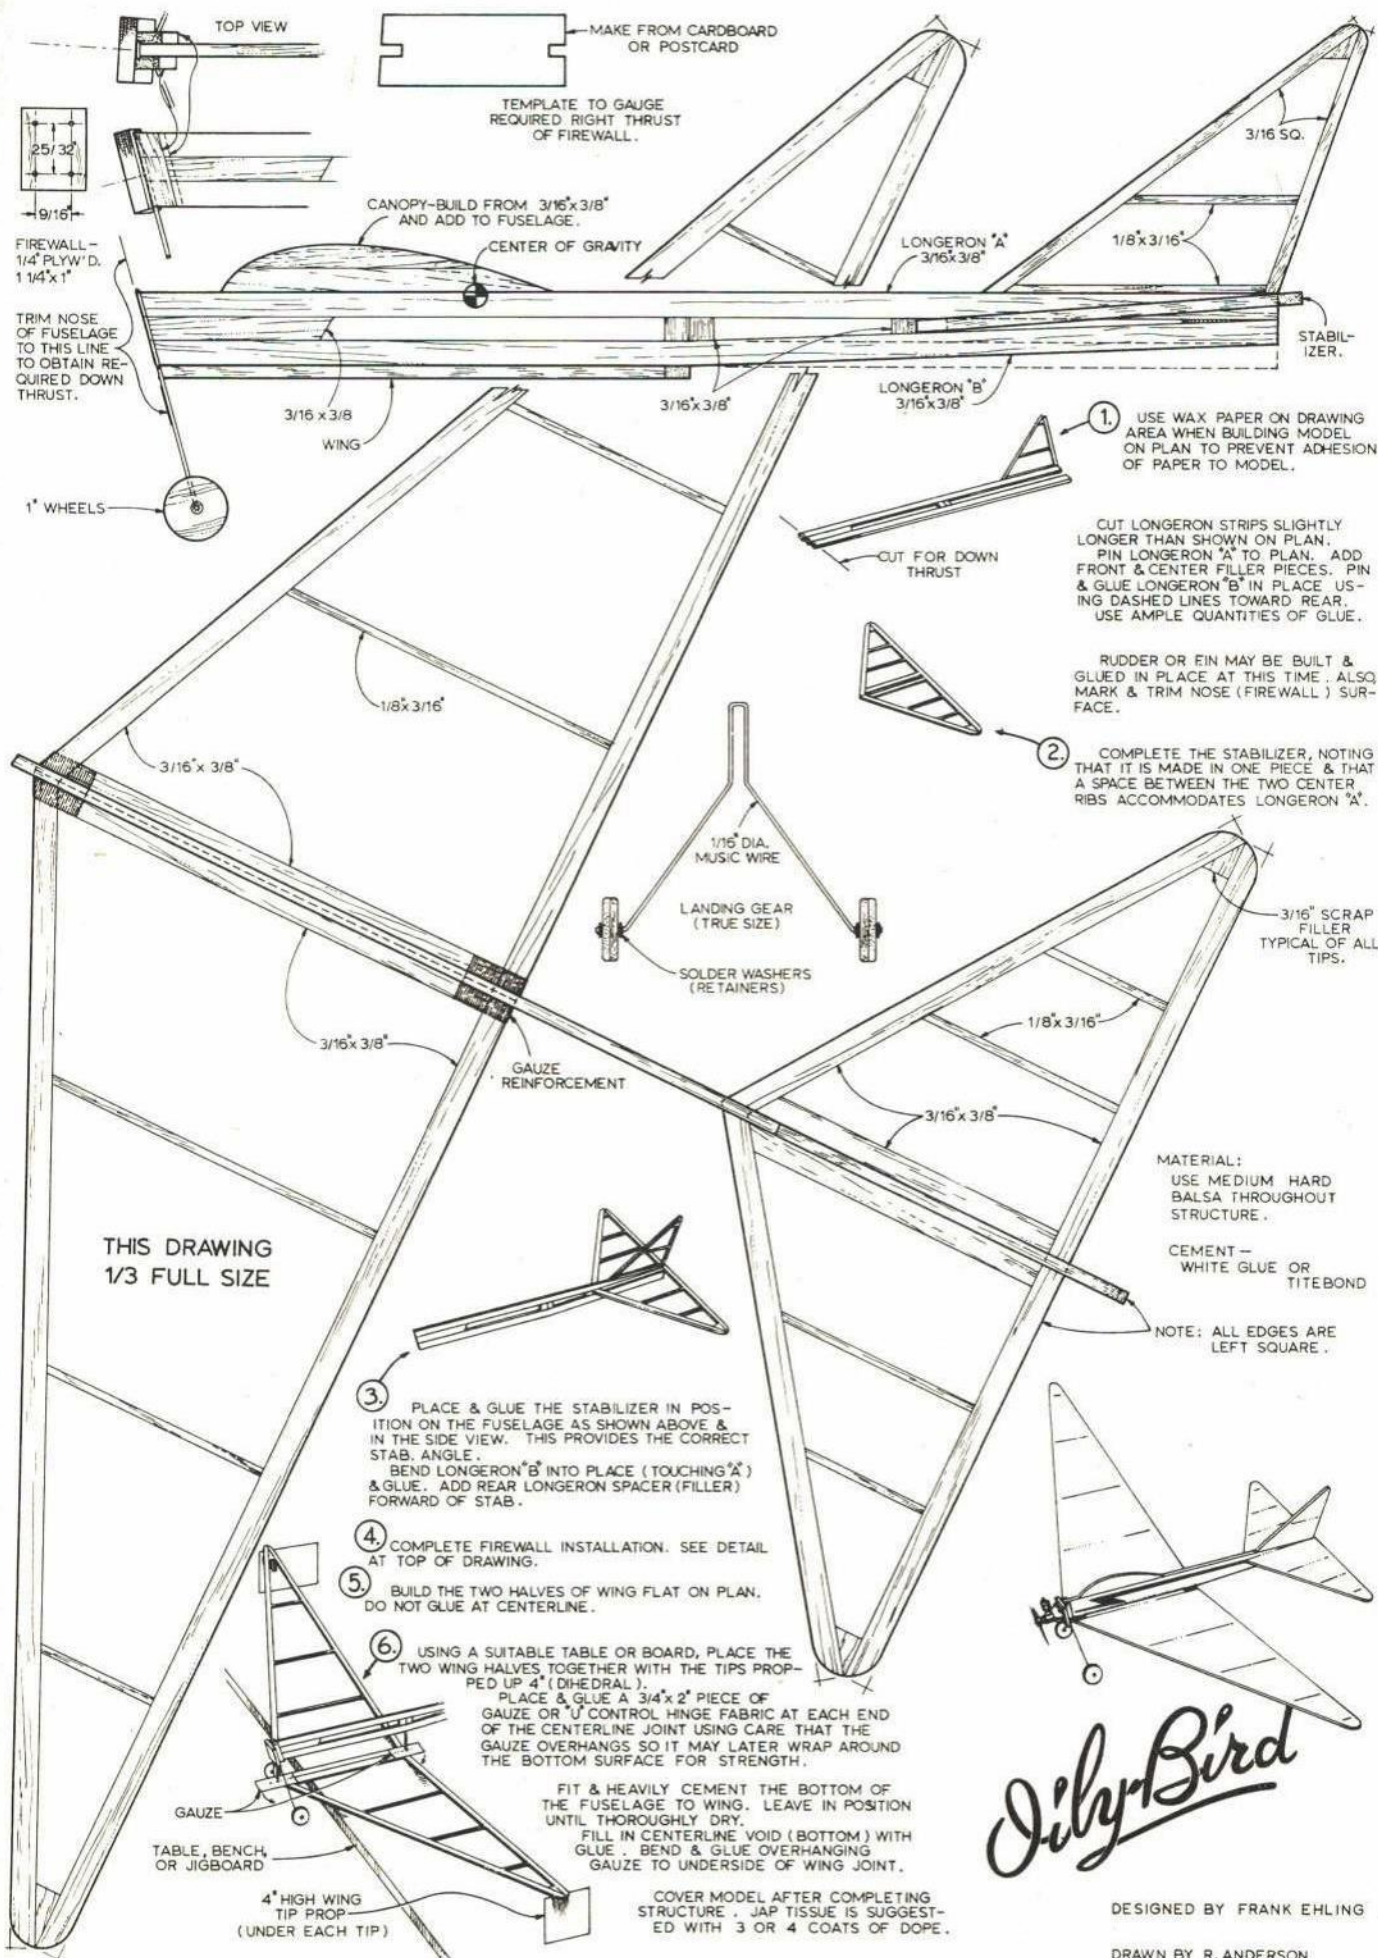 TOP VIEW
MAKE FROM CARDBOARD
OR POSTCARD
TEMPLATE TO GAUGE
REQUIRED RIGHT THRUST
OF FIREWALL.
25/32"
9/16"
FIREWALL-
1/4" PLYW'D.
1 1/4"x 1"
CANOPY-BUILD FROM 3/16"x 3/8"
AND ADD TO FUSELAGE.
CENTER OF GRAVITY
LONGERON "A"
3/16"x 3/8"
3/16 SQ.
1/8"x 3/16"
TRIM NOSE
OF FUSELAGE
TO THIS LINE
TO OBTAIN RE-
QUIRED DOWN
THRUST.
3/16 x 3/8
WING
3/16"x 3/8"
LONGERON "B"
3/16"x 3/8"
STABIL-
IZER.
1" WHEELS
1. USE WAX PAPER ON DRAWING
AREA WHEN BUILDING MODEL
ON PLAN TO PREVENT ADHESION
OF PAPER TO MODEL.
CUT FOR DOWN
THRUST
CUT LONGERON STRIPS SLIGHTLY
LONGER THAN SHOWN ON PLAN.
PIN LONGERON "A" TO PLAN. ADD
FRONT & CENTER FILLER PIECES. PIN
& GLUE LONGERON "B" IN PLACE US-
ING DASHED LINES TOWARD REAR.
USE AMPLE QUANTITIES OF GLUE.
RUDDER OR FIN MAY BE BUILT &
GLUED IN PLACE AT THIS TIME. ALSO,
MARK & TRIM NOSE (FIREWALL) SUR-
FACE.
2. COMPLETE THE STABILIZER, NOTING
THAT IT IS MADE IN ONE PIECE & THAT
A SPACE BETWEEN THE TWO CENTER
RIBS ACCOMMODATES LONGERON "A".
1/8"x 3/16"
3/16"x 3/8"
1/16" DIA.
MUSIC WIRE
LANDING GEAR
(TRUE SIZE)
SOLDER WASHERS
(RETAINERS)
3/16" SCRAP
FILLER
TYPICAL OF ALL
TIPS.
1/8"x 3/16"
3/16"x 3/8"
3/16"x 3/8"
GAUZE
REINFORCEMENT
MATERIAL:
USE MEDIUM HARD
BALSA THROUGHOUT
STRUCTURE.
CEMENT-
WHITE GLUE OR
TITEBOND
NOTE: ALL EDGES ARE
LEFT SQUARE.
THIS DRAWING
1/3 FULL SIZE
3. PLACE & GLUE THE STABILIZER IN POS-
ITION ON THE FUSELAGE AS SHOWN ABOVE &
IN THE SIDE VIEW. THIS PROVIDES THE CORRECT
STAB. ANGLE.
BEND LONGERON "B" INTO PLACE (TOUCHING "A")
& GLUE. ADD REAR LONGERON SPACER (FILLER)
FORWARD OF STAB.
4. COMPLETE FIREWALL INSTALLATION. SEE DETAIL
AT TOP OF DRAWING.
5. BUILD THE TWO HALVES OF WING FLAT ON PLAN.
DO NOT GLUE AT CENTERLINE.
6. USING A SUITABLE TABLE OR BOARD, PLACE THE
TWO WING HALVES TOGETHER WITH THE TIPS PROP-
PED UP 4" (DIHEDRAL).
PLACE & GLUE A 3/4"x 2" PIECE OF
GAUZE OR "U" CONTROL HINGE FABRIC AT EACH END
OF THE CENTERLINE JOINT USING CARE THAT THE
GAUZE OVERHANGS SO IT MAY LATER WRAP AROUND
THE BOTTOM SURFACE FOR STRENGTH.
FIT & HEAVILY CEMENT THE BOTTOM OF
THE FUSELAGE TO WING. LEAVE IN POSITION
UNTIL THOROUGHLY DRY.
FILL IN CENTERLINE VOID (BOTTOM) WITH
GLUE. BEND & GLUE OVERHANGING
GAUZE TO UNDERSIDE OF WING JOINT.
COVER MODEL AFTER COMPLETING
STRUCTURE. JAP TISSUE IS SUGGEST-
ED WITH 3 OR 4 COATS OF DOPE.
GAUZE
TABLE, BENCH,
OR JIGBOARD
4" HIGH WING
TIP PROP
(UNDER EACH TIP)
Oily Bird
DESIGNED BY FRANK EHLING
DRAWN BY R. ANDERSON